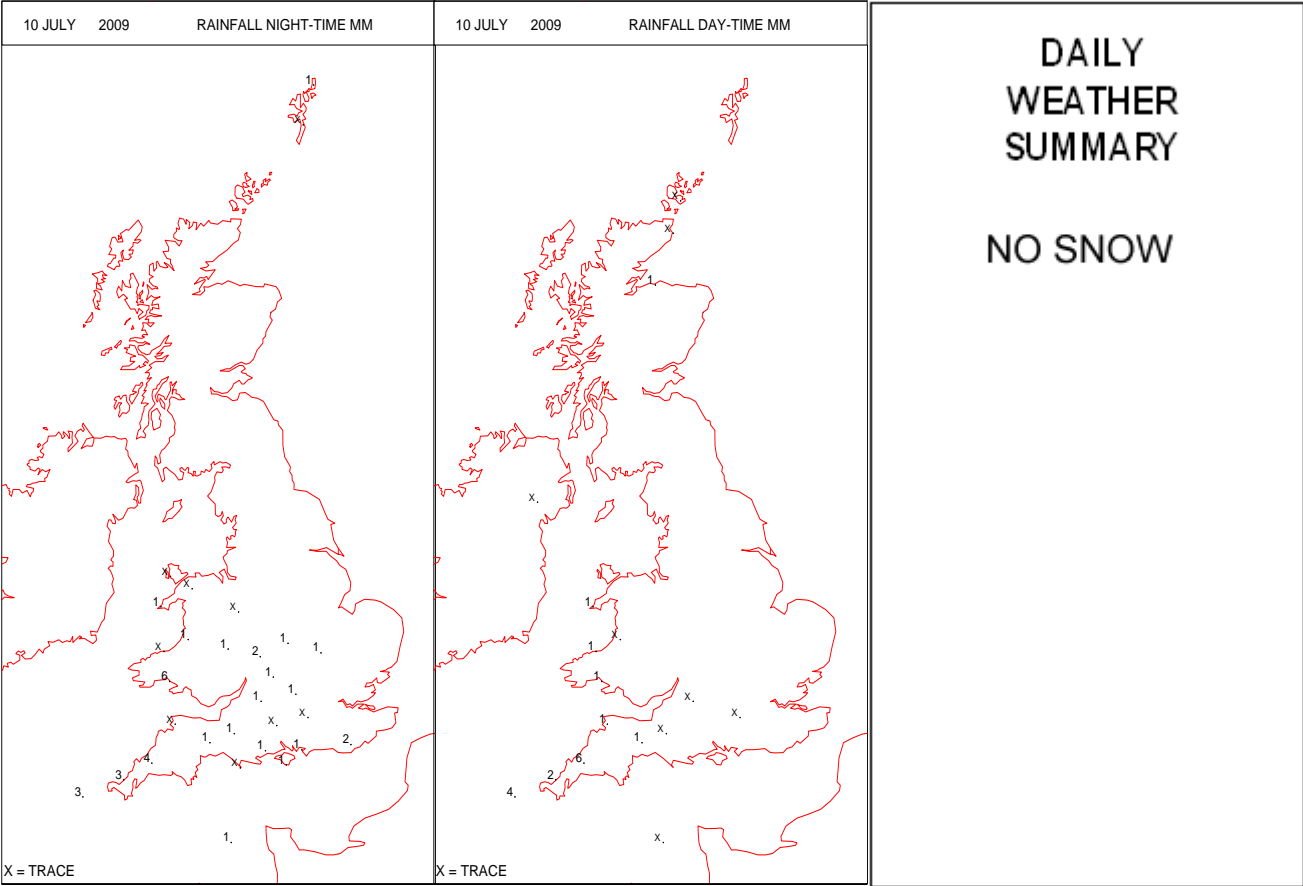 10 JULY 2009 RAINFALL NIGHT-TIME MM
1.
X
X.
X.
1.
X.
1.
X.
1.
1.
2.
1.
6.
1.
1.
1.
X.
X.
X.
1.
1.
1.
1.
2.
4.
X.
1.
3.
3.
1.
X = TRACE
10 JULY 2009 RAINFALL DAY-TIME MM
X.
X.
1.
X.
1.
X.
1.
1.
X.
X.
1.
X.
1.
6.
2.
4.
X.
X = TRACE
DAILY
WEATHER
SUMMARY
NO SNOW